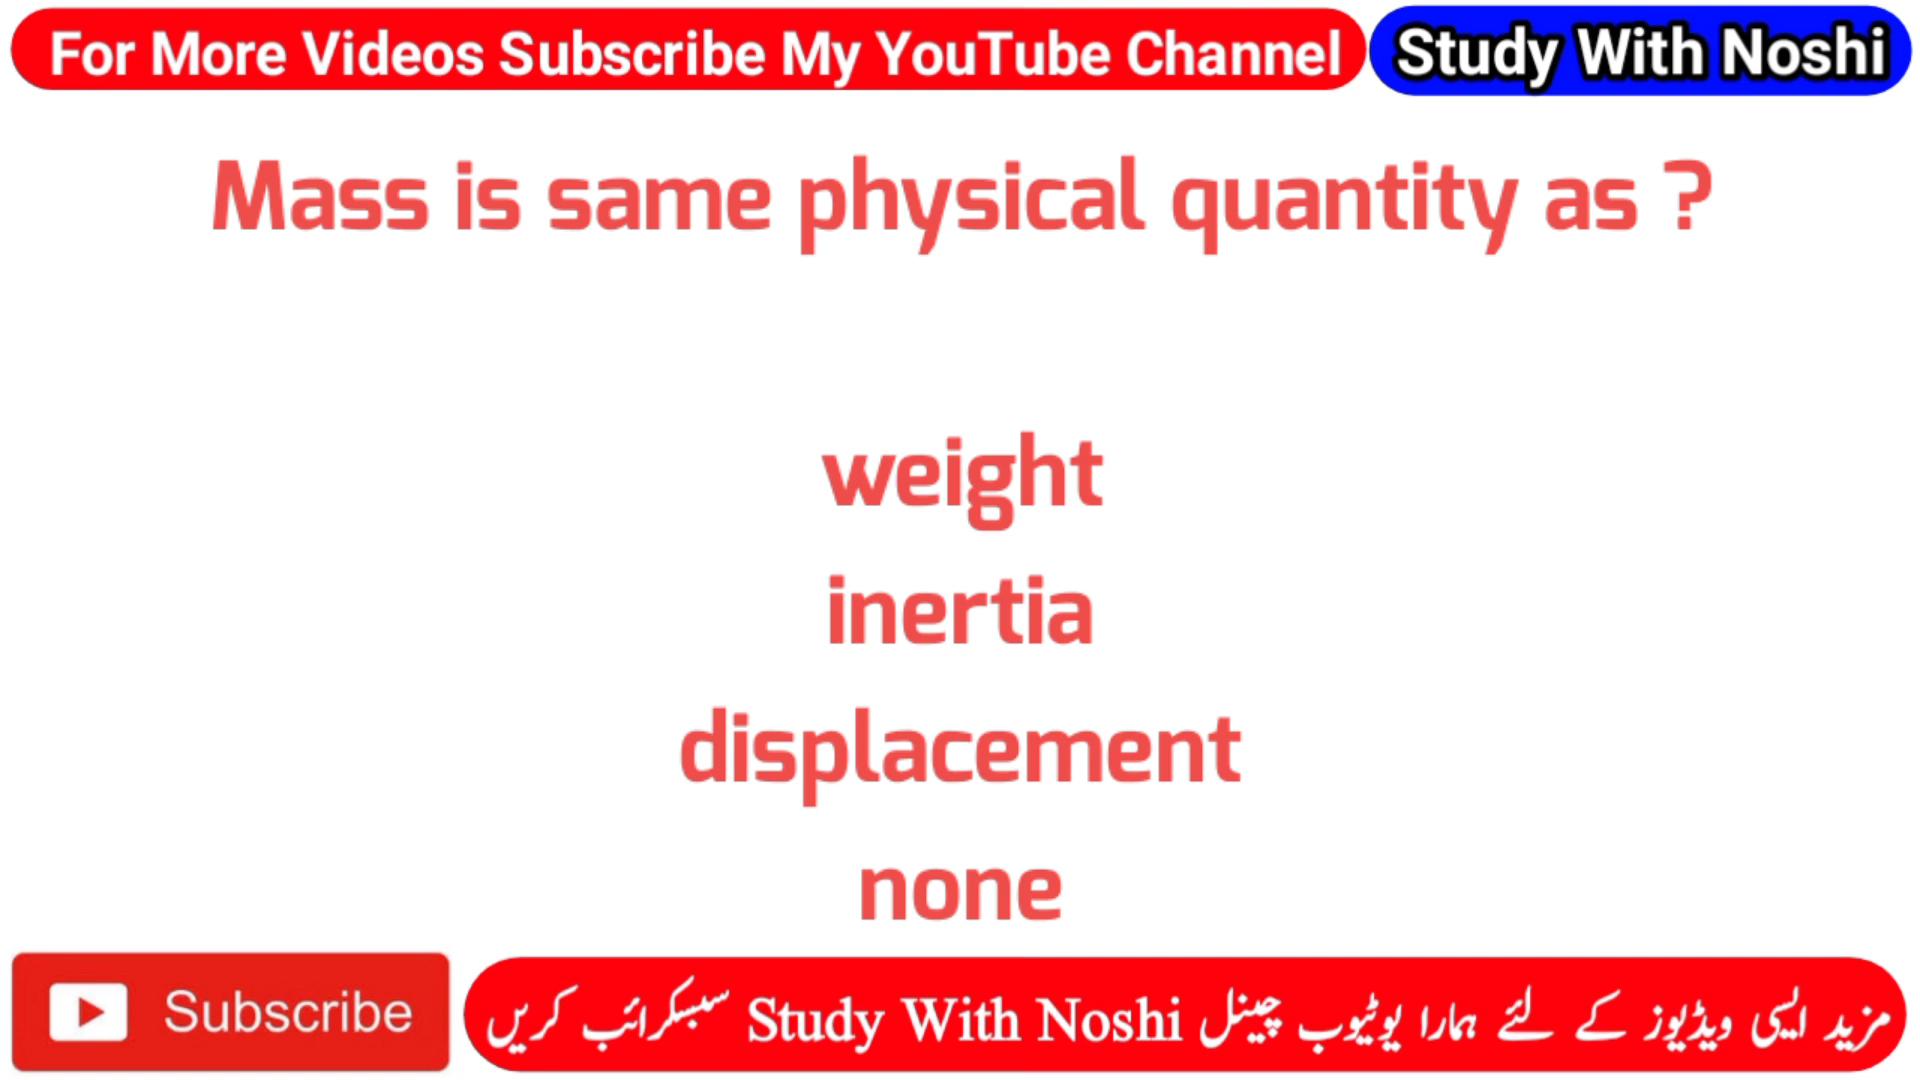 For More Videos Subscribe My YouTube Channel
Study With Noshi
Mass is same physical quantity as ?
weight
inertia
displacement
none
Subscribe
مزید ایسی ویڈیوز کے لئے ہمارا یوٹیوب چینل Study With Noshi سبسکرائب کریں